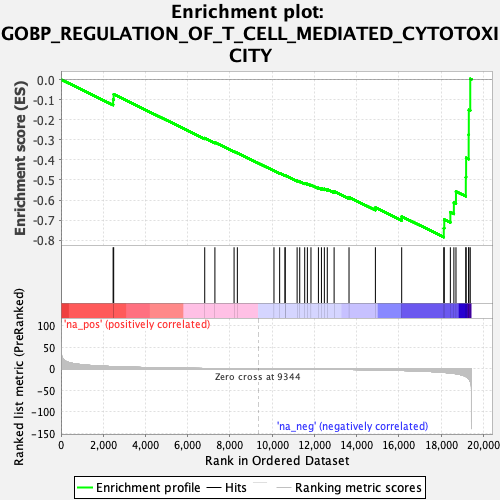 Enrichment plot:
GOBP_REGULATION_OF_T_CELL_MEDIATED_CYTOTOXI
CITY
Enrichment score (ES)
0.0
-0.1
-0.2
-0.3
-0.4
-0.5
-0.6
-0.7
-0.8
Ranked list metric (PreRanked)
'na_pos' (positively correlated)
100
50
0
-50
-100
-150
Zero cross at 9344
'na_neg' (negatively correlated)
0
2,000
4,000
6,000
8,000
10,000
12,000
14,000
16,000
18,000
20,000
Rank in Ordered Dataset
Enrichment profile
Hits
Ranking metric scores